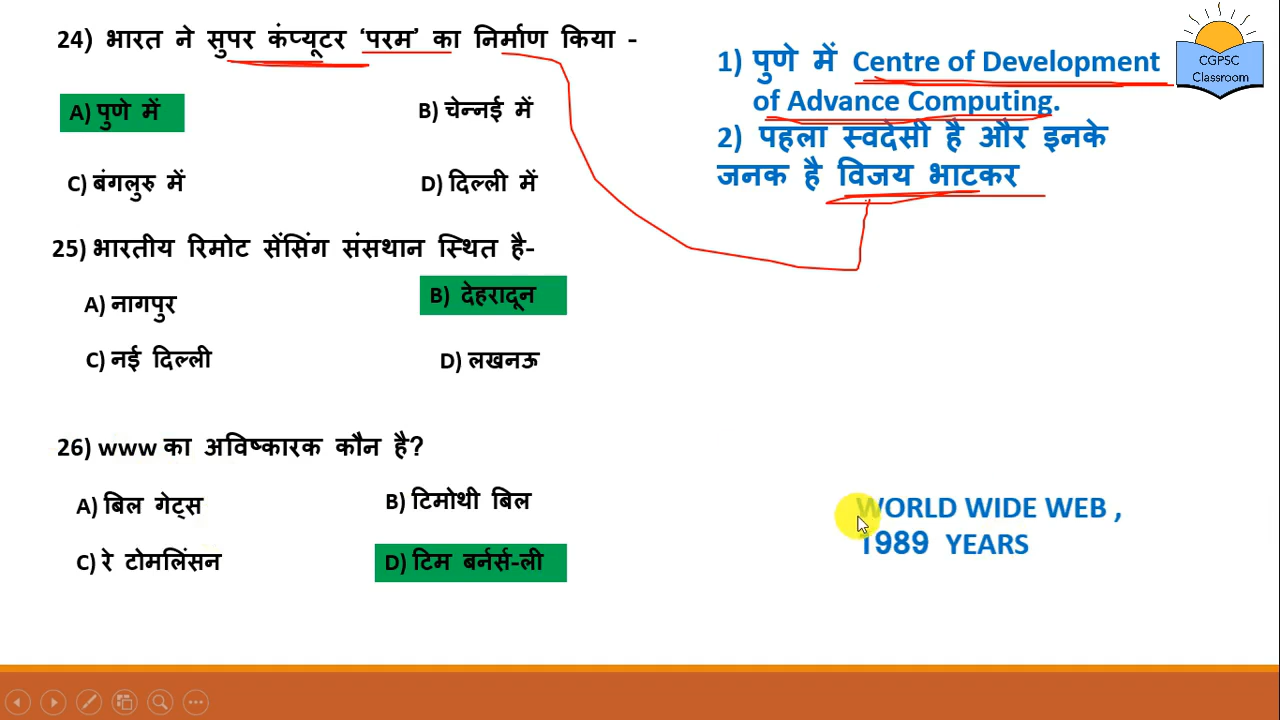 24) भारत ने सुपर कंप्यूटर ‘परम’ का निर्माण किया -
A) पुणे में
B) चेन्नई में
C) बंगलुरु में
D) दिल्ली में
25) भारतीय रिमोट सेंसिंग संसथान स्थित है-
A) नागपुर
B) देहरादून
C) नई दिल्ली
D) लखनऊ
26) www का अविष्कारक कौन है?
A) बिल गेट्स
B) टिमोथी बिल
C) रे टोमलिंसन
D) टिम बर्नर्स-ली
1) पुणे में Centre of Development
of Advance Computing.
2) पहला स्वदेसी है और इनके
जनक है विजय भाटकर
WORLD WIDE WEB ,
1989 YEARS
CGPSC
Classroom